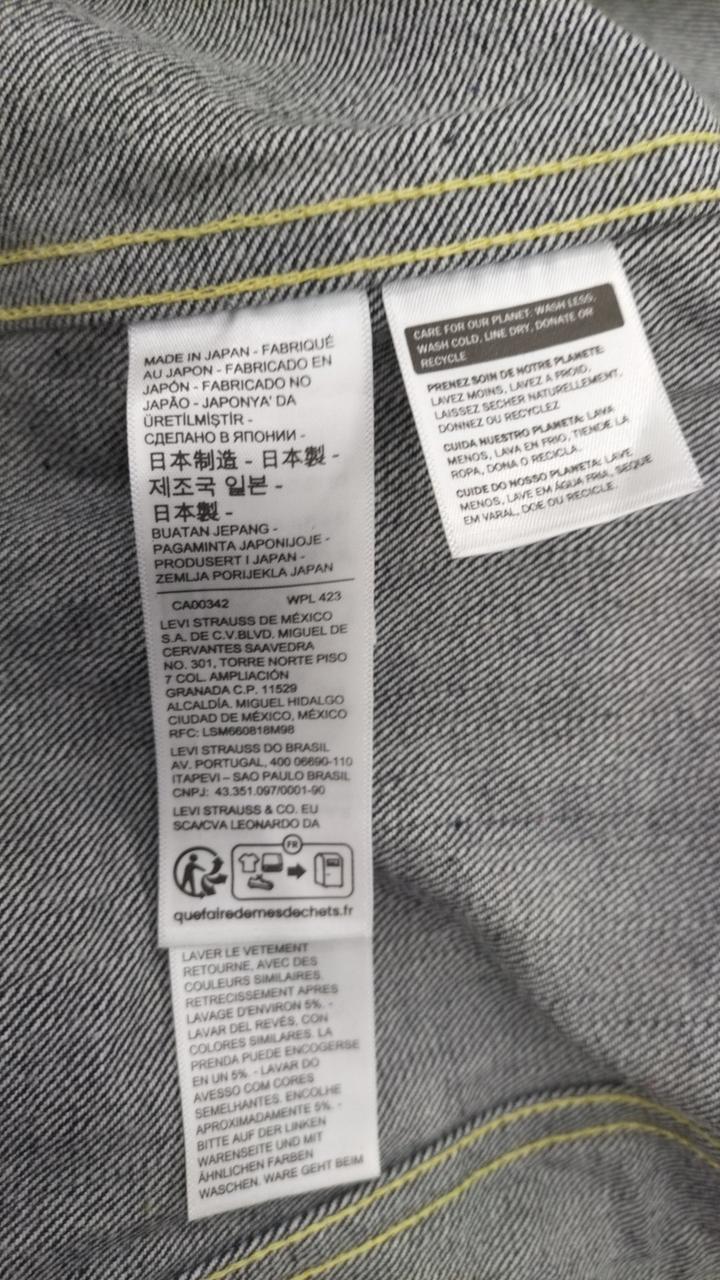 MADE IN JAPAN - FABRIQUÉ
AU JAPON - FABRICADO EN
JAPÓN - FABRICADO NO
JAPÃO - JAPONYA' DA
ÜRETİLMİŞTİR -
СДЕЛАНО В ЯПОНИИ -
日本制造 - 日本製 -
제조국 일본 -
日本製 -
BUATAN JEPANG -
PAGAMINTA JAPONIJOJE -
PRODUSERT I JAPAN -
ZEMLJA PORIJEKLA JAPAN
CA00342 WPL 423
LEVI STRAUSS DE MÉXICO
S.A. DE C.V.BLVD. MIGUEL DE
CERVANTES SAAVEDRA
NO. 301, TORRE NORTE PISO
7 COL. AMPLIACIÓN
GRANADA C.P. 11529
ALCALDÍA. MIGUEL HIDALGO
CIUDAD DE MÉXICO, MÉXICO
RFC: LSM660818M98
LEVI STRAUSS DO BRASIL
AV. PORTUGAL, 400 06690-110
ITAPEVI – SAO PAULO BRASIL
CNPJ: 43.351.097/0001-90
LEVI STRAUSS & CO. EU
SCA/CVA LEONARDO DA
FR
quefairedemesdechets.fr
LAVER LE VETEMENT
RETOURNE, AVEC DES
COULEURS SIMILAIRES.
RETRECISSEMENT APRES
LAVAGE D'ENVIRON 5%. -
LAVAR DEL REVÉS, CON
COLORES SIMILARES. LA
PRENDA PUEDE ENCOGERSE
EN UN 5%. - LAVAR DO
AVESSO COM CORES
SEMELHANTES. ENCOLHE
APROXIMADAMENTE 5%. -
BITTE AUF DER LINKEN
WARENSEITE UND MIT
ÄHNLICHEN FARBEN
WASCHEN. WARE GEHT BEIM
CARE FOR OUR PLANET: WASH LESS,
WASH COLD, LINE DRY, DONATE OR
RECYCLE
PRENEZ SOIN DE NOTRE PLANETE:
LAVEZ MOINS, LAVEZ A FROID,
LAISSEZ SECHER NATURELLEMENT,
DONNEZ OU RECYCLEZ
CUIDA NUESTRO PLANETA: LAVA
MENOS, LAVA EN FRIO, TIENDE LA
ROPA, DONA O RECICLA.
CUIDE DO NOSSO PLANETA: LAVE
MENOS, LAVE EM ÁGUA FRIA, SEQUE
EM VARAL, DOE OU RECICLE.